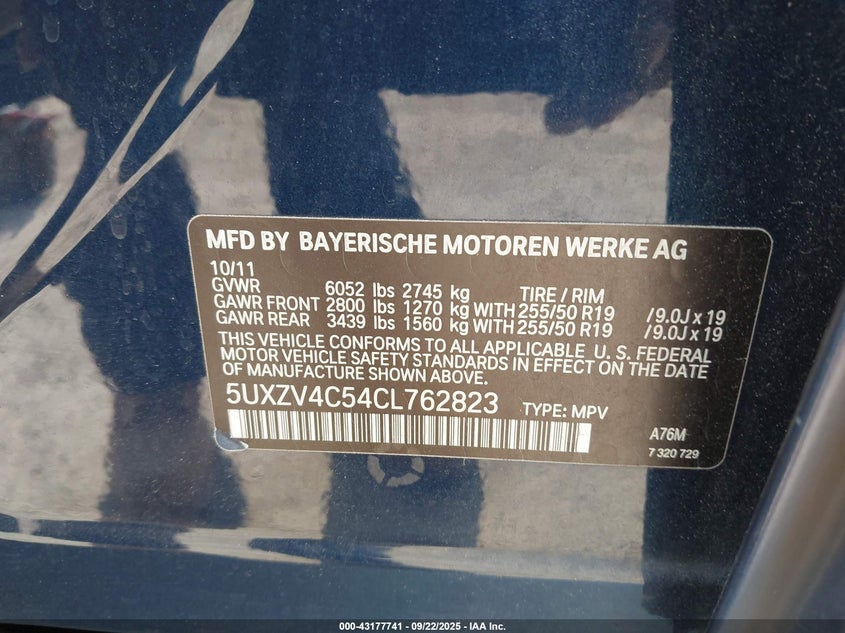 MFD BY BAYERISCHE MOTOREN WERKE AG
10/11
GVWR 6052 lbs 2745 kg TIRE / RIM
GAWR FRONT 2800 lbs 1270 kg WITH 255/50 R19 /9.0J x 19
GAWR REAR 3439 lbs 1560 kg WITH 255/50 R19 /9.0J x 19
THIS VEHICLE CONFORMS TO ALL APPLICABLE U. S. FEDERAL
MOTOR VEHICLE SAFETY STANDARDS IN EFFECT ON THE DATE
OF MANUFACTURE SHOWN ABOVE.
5UXZV4C54CL762823 TYPE: MPV
A76M
7 320 729
000-43177741 - 09/22/2025 - IAA Inc.